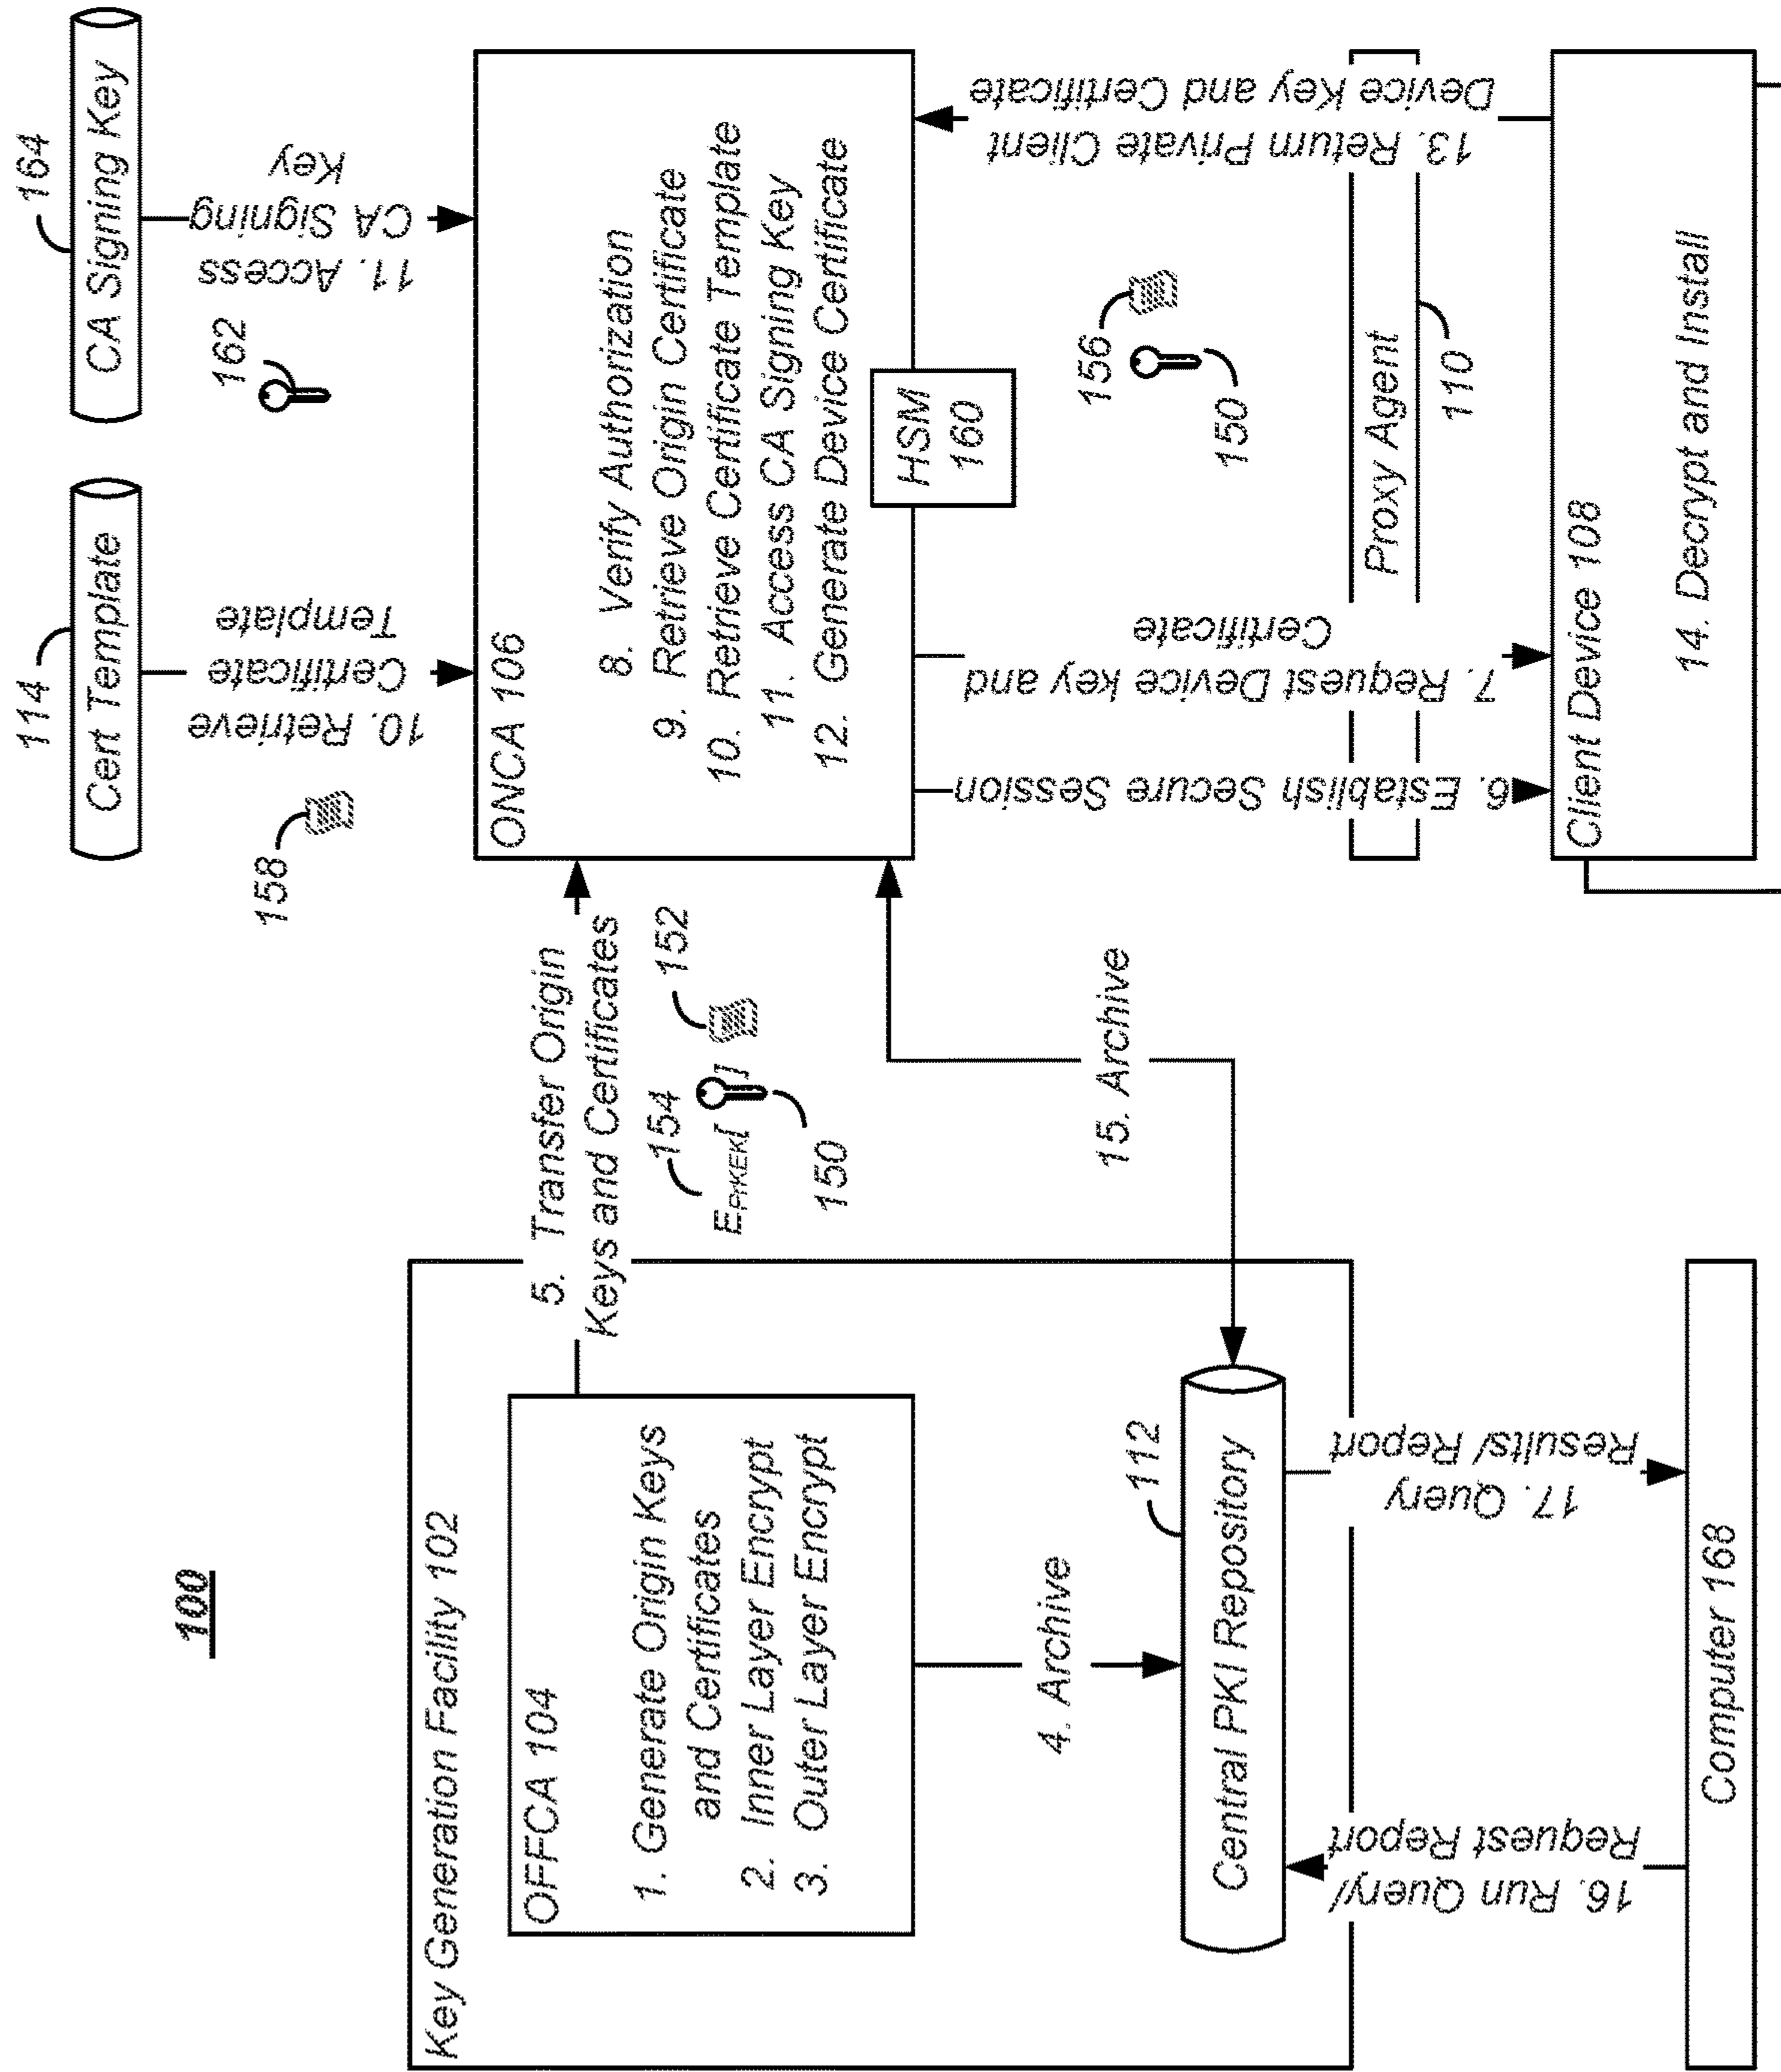 100
Key Generation Facility 102
OFFCA 104
1. Generate Origin Keys
and Certificates
2. Inner Layer Encrypt
3. Outer Layer Encrypt
4. Archive
112
Central PKI Repository
16. Run Query/
Request Report
17. Query
Results/ Report
Computer 168
5. Transfer Origin
Keys and Certificates
154
152
EPrKEK[ ]
150
15. Archive
114
Cert Template
158
10. Retrieve
Certificate
Template
164
CA Signing Key
162
11. Access
CA Signing
Key
ONCA 106
8. Verify Authorization
9. Retrieve Origin Certificate
10. Retrieve Certificate Template
11. Access CA Signing Key
12. Generate Device Certificate
HSM
160
6. Establish Secure Session
7. Request Device key and
Certificate
156
150
13. Return Private Client
Device Key and Certificate
Proxy Agent
110
Client Device 108
14. Decrypt and Install